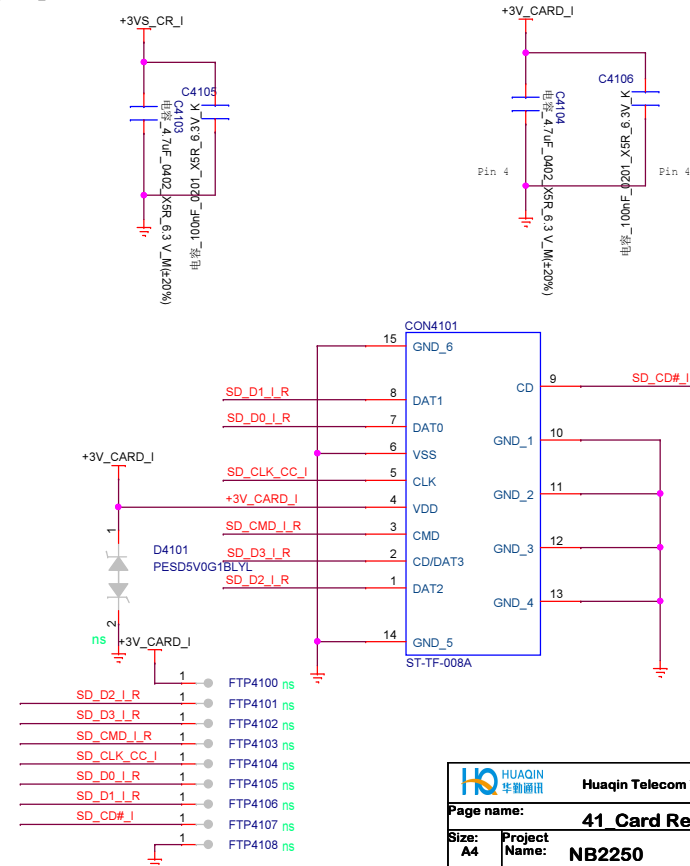 +3VS_CR_I
C4105
C4103
电容_4.7uF_0402_X5R_6.3 V_M(±20%)
电容_100nF_0201_X5R_6.3V_K
+3V_CARD_I
C4106
C4104
电容_4.7uF_0402_X5R_6.3 V_M(±20%)
电容_100nF_0201_X5R_6.3V_K
Pin 4
Pin 4
CON4101
15 GND_6
SD_D1_I_R 8 DAT1
SD_D0_I_R 7 DAT0
6 VSS
SD_CLK_CC_I 5 CLK
+3V_CARD_I 4 VDD
SD_CMD_I_R 3 CMD
SD_D3_I_R 2 CD/DAT3
SD_D2_I_R 1 DAT2
14 GND_5
CD 9 SD_CD#_I
GND_1 10
GND_2 11
GND_3 12
GND_4 13
ST-TF-008A
+3V_CARD_I
1
D4101
PESD5V0G1BLYL
2
ns
+3V_CARD_I
1 FTP4100 ns
SD_D2_I_R 1 FTP4101 ns
SD_D3_I_R 1 FTP4102 ns
SD_CMD_I_R 1 FTP4103 ns
SD_CLK_CC_I 1 FTP4104 ns
SD_D0_I_R 1 FTP4105 ns
SD_D1_I_R 1 FTP4106 ns
SD_CD#_I 1 FTP4107 ns
1 FTP4108 ns
HUAQIN
华勤通讯
Huaqin Telecom
Page name: 41_Card Re
Size: A4
Project Name: NB2250